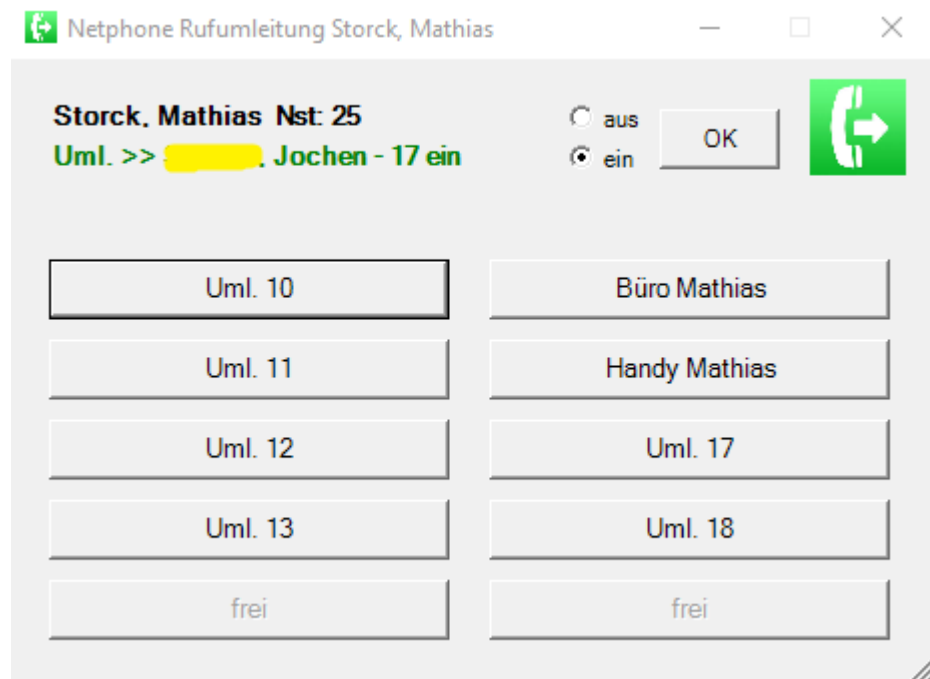 Netphone Rufumleitung Storck, Mathias
Storck, Mathias Nst: 25
Uml. >> , Jochen - 17 ein
aus
ein
OK
Uml. 10
Büro Mathias
Uml. 11
Handy Mathias
Uml. 12
Uml. 17
Uml. 13
Uml. 18
frei
frei